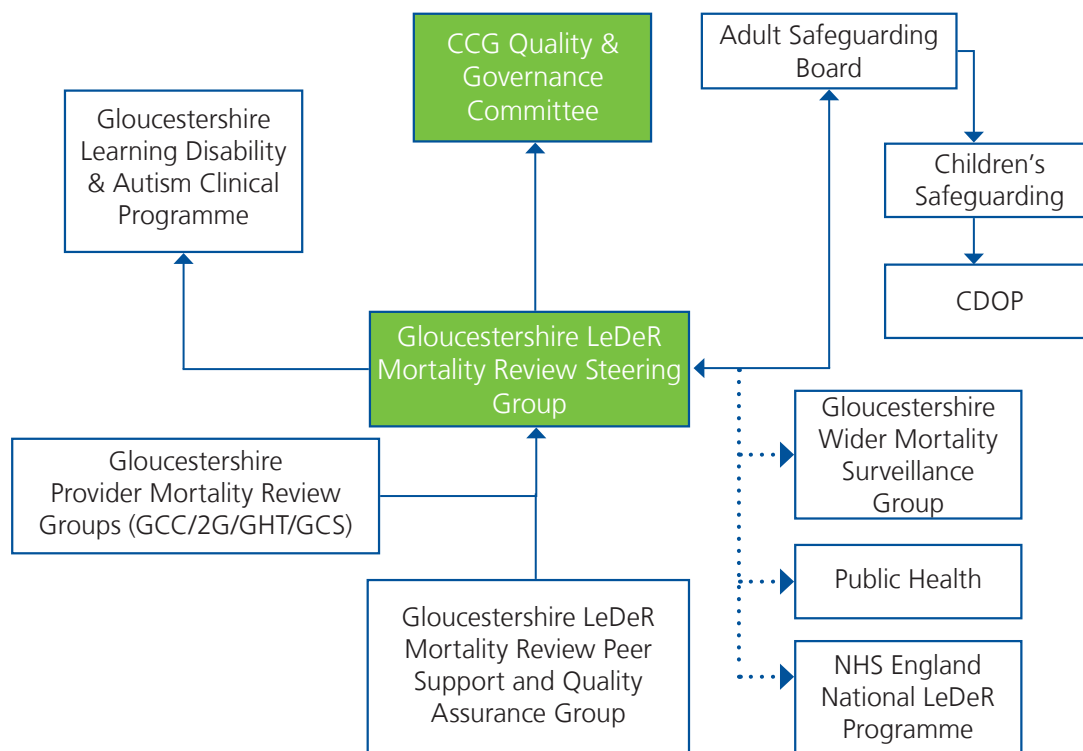 CCG Quality &
Governance
Committee
Adult Safeguarding
Board
Gloucestershire
Learning Disability
& Autism Clinical
Programme
Children's
Safeguarding
CDOP
Gloucestershire LeDeR
Mortality Review Steering
Group
Gloucestershire
Wider Mortality
Surveillance
Group
Gloucestershire
Provider Mortality Review
Groups (GCC/2G/GHT/GCS)
Public Health
Gloucestershire LeDeR
Mortality Review Peer
Support and Quality
Assurance Group
NHS England
National LeDeR
Programme